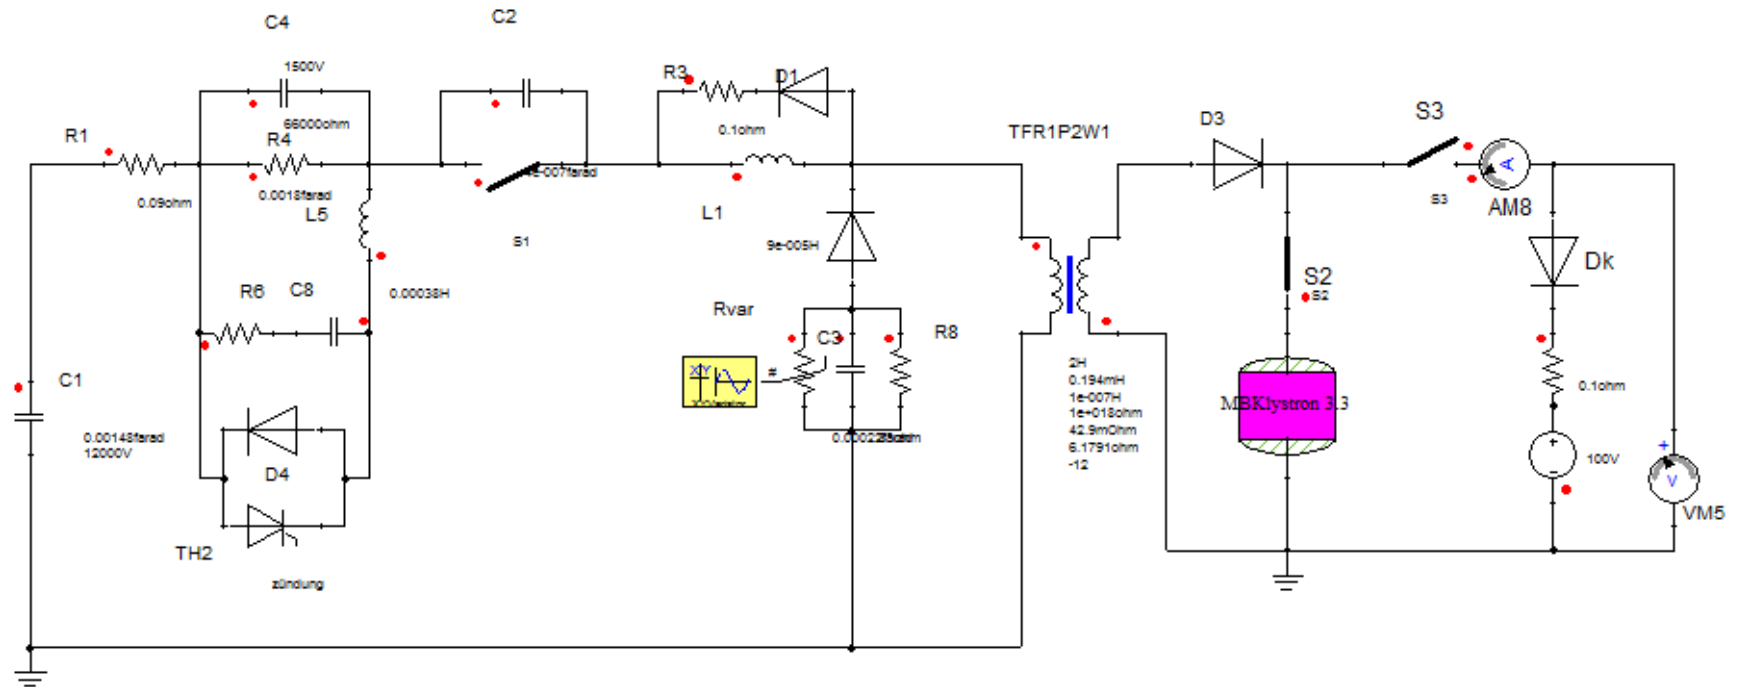 C4
C2
1500V
R3
D1
R1
66000ohm
R4
0.1ohm
TFR1P2W1
D3
S3
0.09ohm
0.0018farad
L5
S1
L1
9e-005H
S3
AM8
A
Dk
R6
C8
0.00038H
Rvar
C3
R8
S2
S2
C1
X/Y
#
2H
0.194mH
1e-007H
1e+018ohm
42.9mOhm
6.1791ohm
-12
MBKlystron 3.3
0.1ohm
0.00148farad
12000V
D4
+
-
100V
+
V
VM5
TH2
zündung